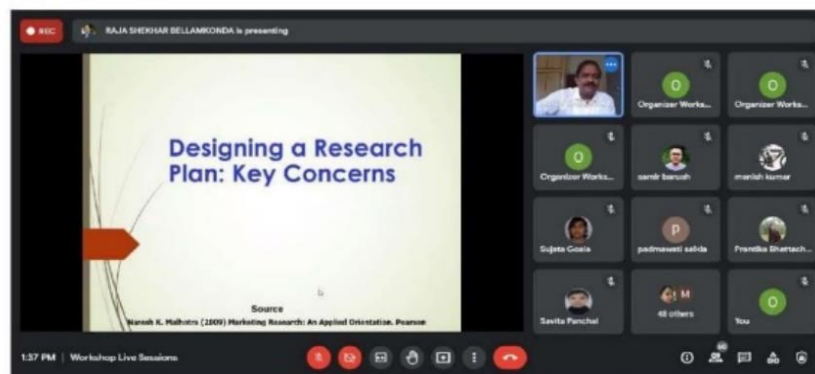 REC
RAJA SHEKHAR BELLAMKONDA is presenting
Designing a Research
Plan: Key Concerns
Source
Naresh K. Malhotra (2009) Marketing Research: An Applied Orientation. Pearson
O
Organizer Works...
O
Organizer Works...
O
Organizer Works...
samir baruah
manish kumar
Sujata Goala
P
padmawati saikia
Prantika Bhattach...
Savita Panchal
M
48 others
O
You
1:37 PM | Workshop Live Sessions
60